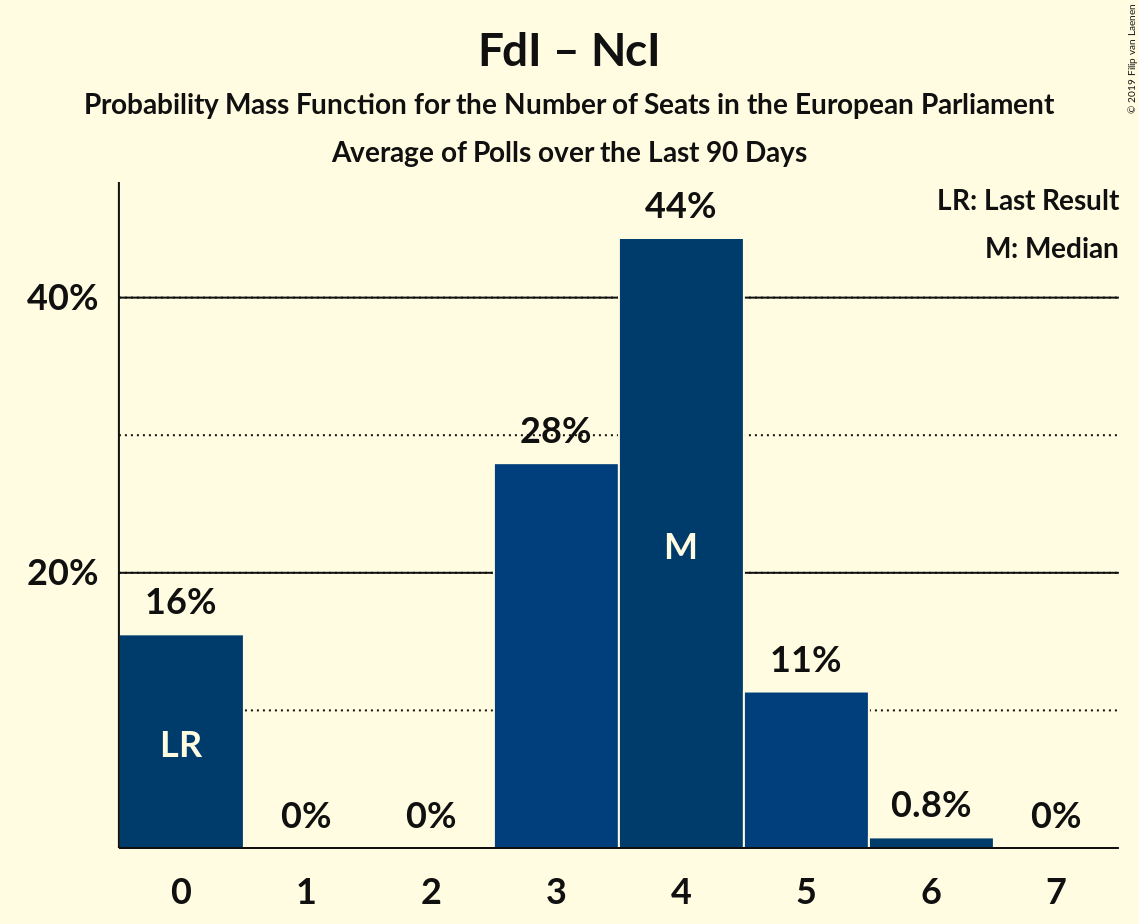 FdI – NcI
Probability Mass Function for the Number of Seats in the European Parliament
Average of Polls over the Last 90 Days
© 2019 Filip van Laenen
LR: Last Result
M: Median
44%
40%
28%
M
20%
16%
11%
LR
0.8%
0%
0%
0%
0 1 2 3 4 5 6 7